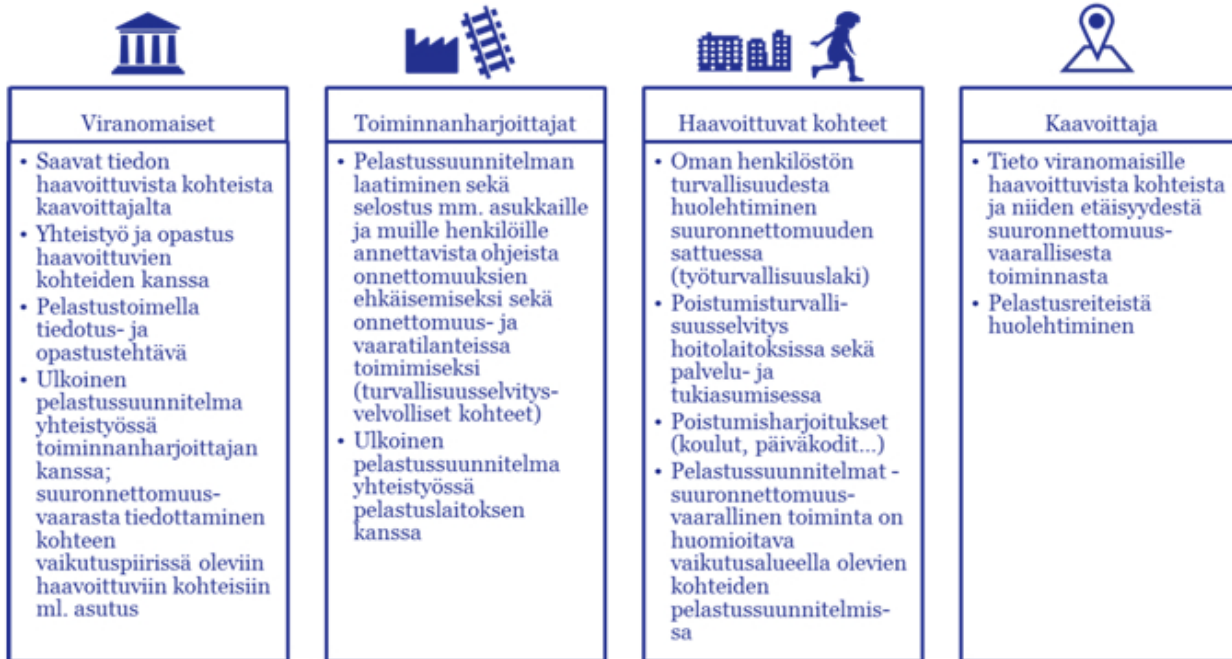 Viranomaiset
• Saavat tiedon
haavoittuvista kohteista
kaavoittajalta
• Yhteistyö ja opastus
haavoittuvien
kohteiden kanssa
• Pelastustoimella
tiedotus- ja
opastustehtävä
• Ulkoinen
pelastussuunnitelma
yhteistyössä
toiminnanharjoittajan
kanssa;
suuronnettomuus-
vaarasta tiedottaminen
kohteen
vaikutuspiirissä oleviin
haavoittuviin kohteisiin
ml. asutus
Toiminnanharjoittajat
• Pelastussuunnitelman
laatiminen sekä
selostus mm. asukkaille
ja muille henkilöille
annettavista ohjeista
onnettomuuksien
ehkäisemiseksi sekä
onnettomuus- ja
vaaratilanteissa
toimimiseksi
(turvallisuusselvitys-
velvolliset kohteet)
• Ulkoinen
pelastussuunnitelma
yhteistyössä
pelastuslaitoksen
kanssa
Haavoittuvat kohteet
• Oman henkilöstön
turvallisuudesta
huolehtiminen
suuronnettomuuden
sattuessa
(työturvallisuuslaki)
• Poistumisturvalli-
suusselvitys
hoitolaitoksissa sekä
palvelu- ja
tukiasumisessa
• Poistumisharjoitukset
(koulut, päiväkodit...)
• Pelastussuunnitelmat -
suuronnettomuus-
vaarallinen toiminta on
huomioitava
vaikutusalueella olevien
kohteiden
pelastussuunnitelmis-
sa
Kaavoittaja
• Tieto viranomaisille
haavoittuvista kohteista
ja niiden etäisyydestä
suuronnettomuus-
vaarallisesta
toiminnasta
• Pelastusreiteistä
huolehtiminen